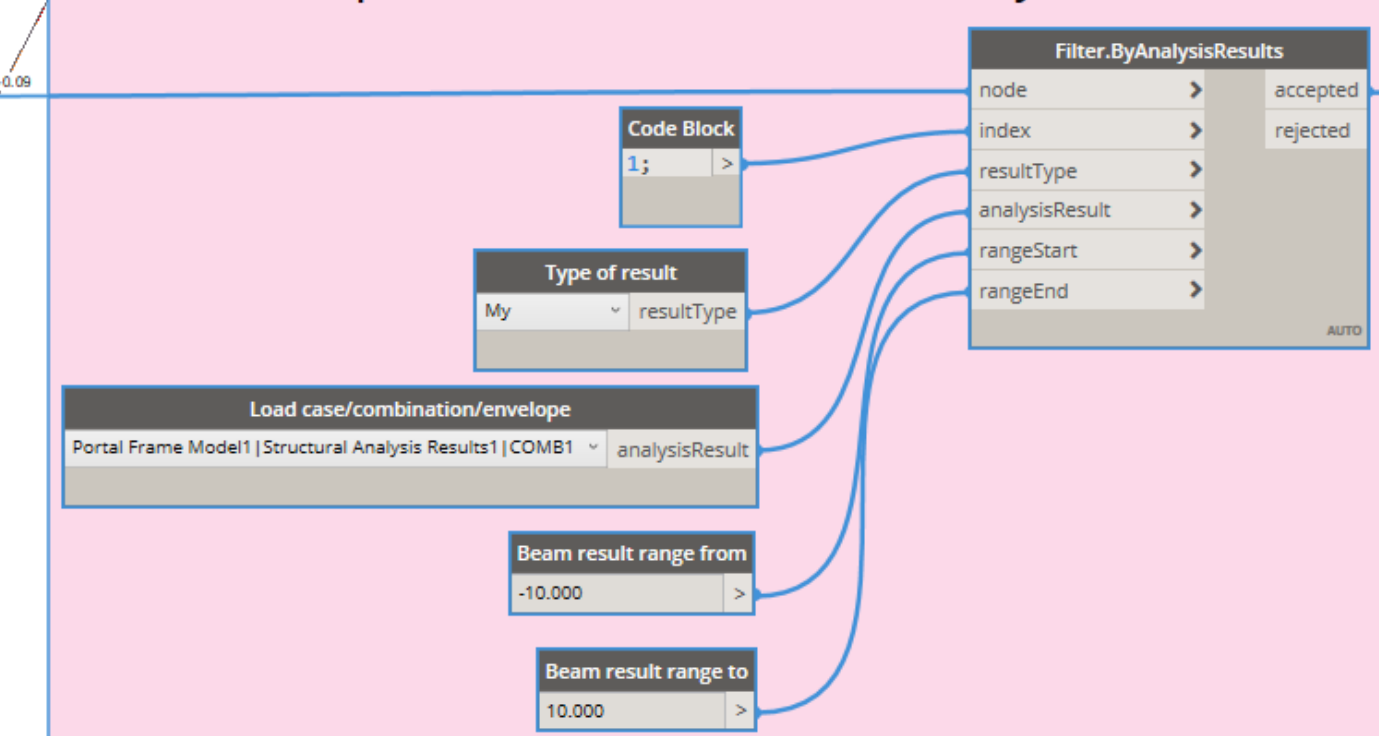 -0.09
Filter.ByAnalysisResults
node > accepted
index > rejected
resultType >
analysisResult >
rangeStart >
rangeEnd >
AUTO
Code Block
1; >
Type of result
My resultType
Load case/combination/envelope
Portal Frame Model1|Structural Analysis Results1|COMB1 analysisResult
Beam result range from
-10.000 >
Beam result range to
10.000 >